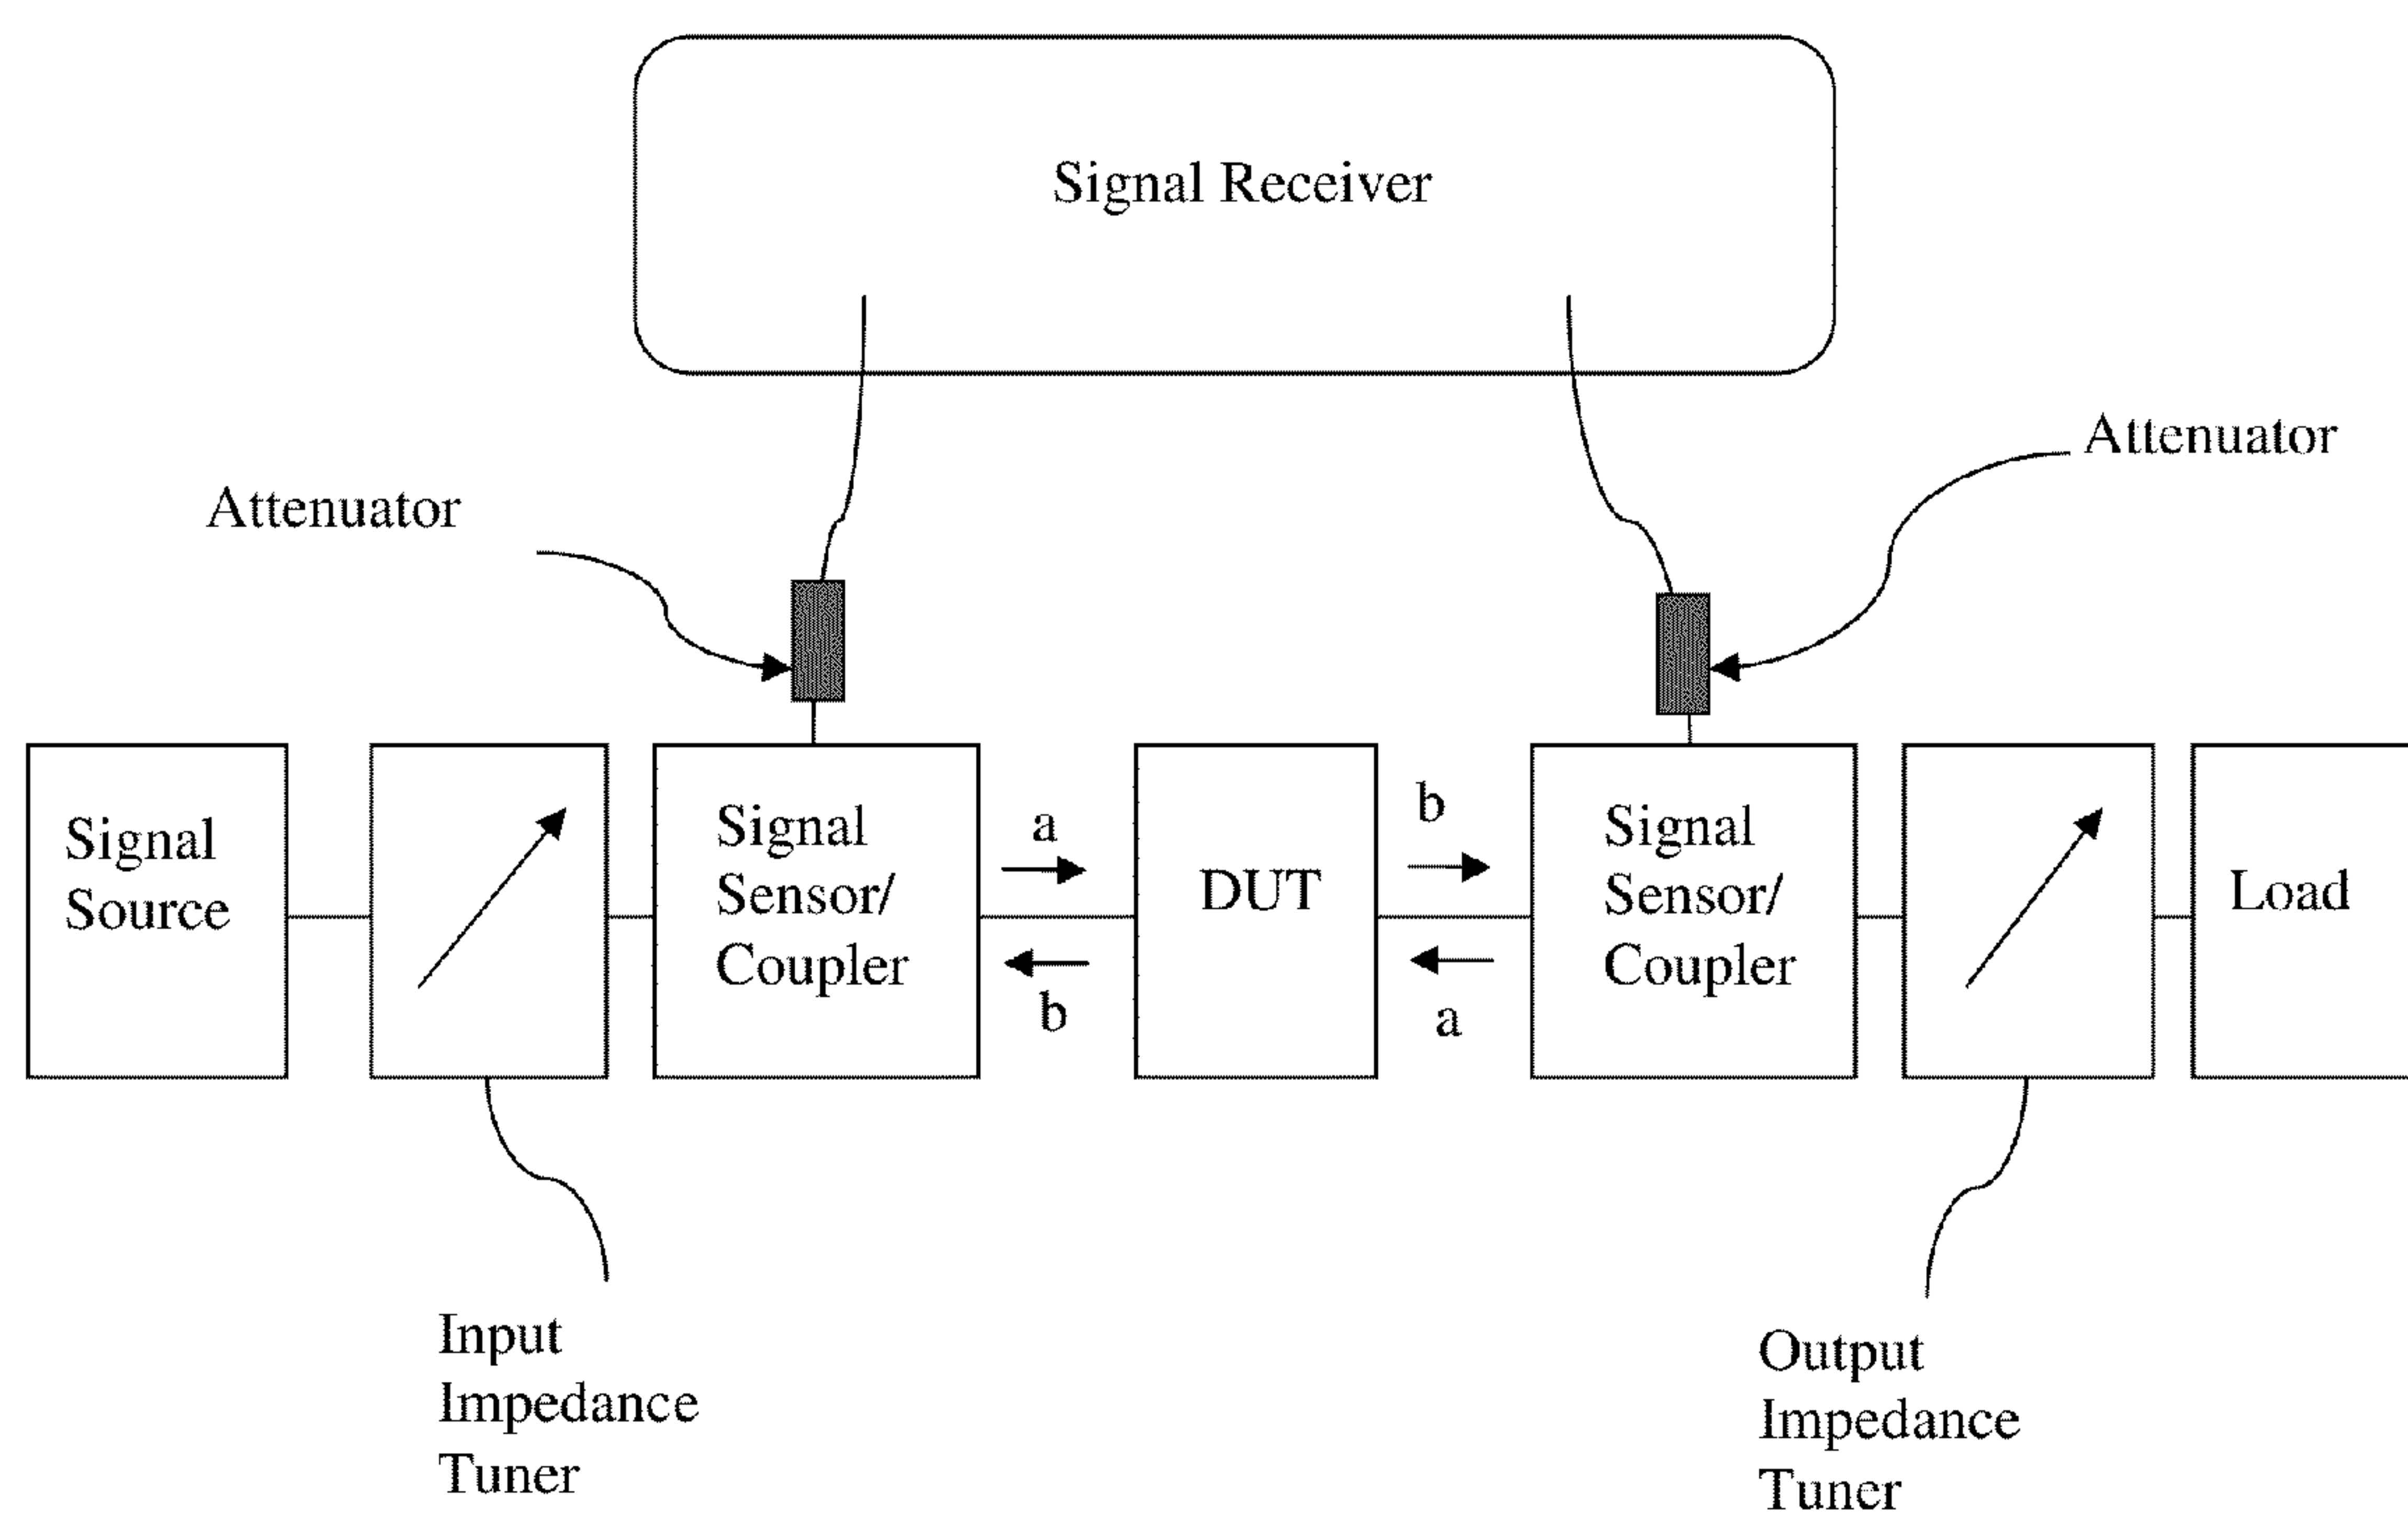 Signal Receiver
Attenuator
Attenuator
Signal
Source
Signal
Sensor/
Coupler
a
b
DUT
b
a
Signal
Sensor/
Coupler
Load
Input
Impedance
Tuner
Output
Impedance
Tuner